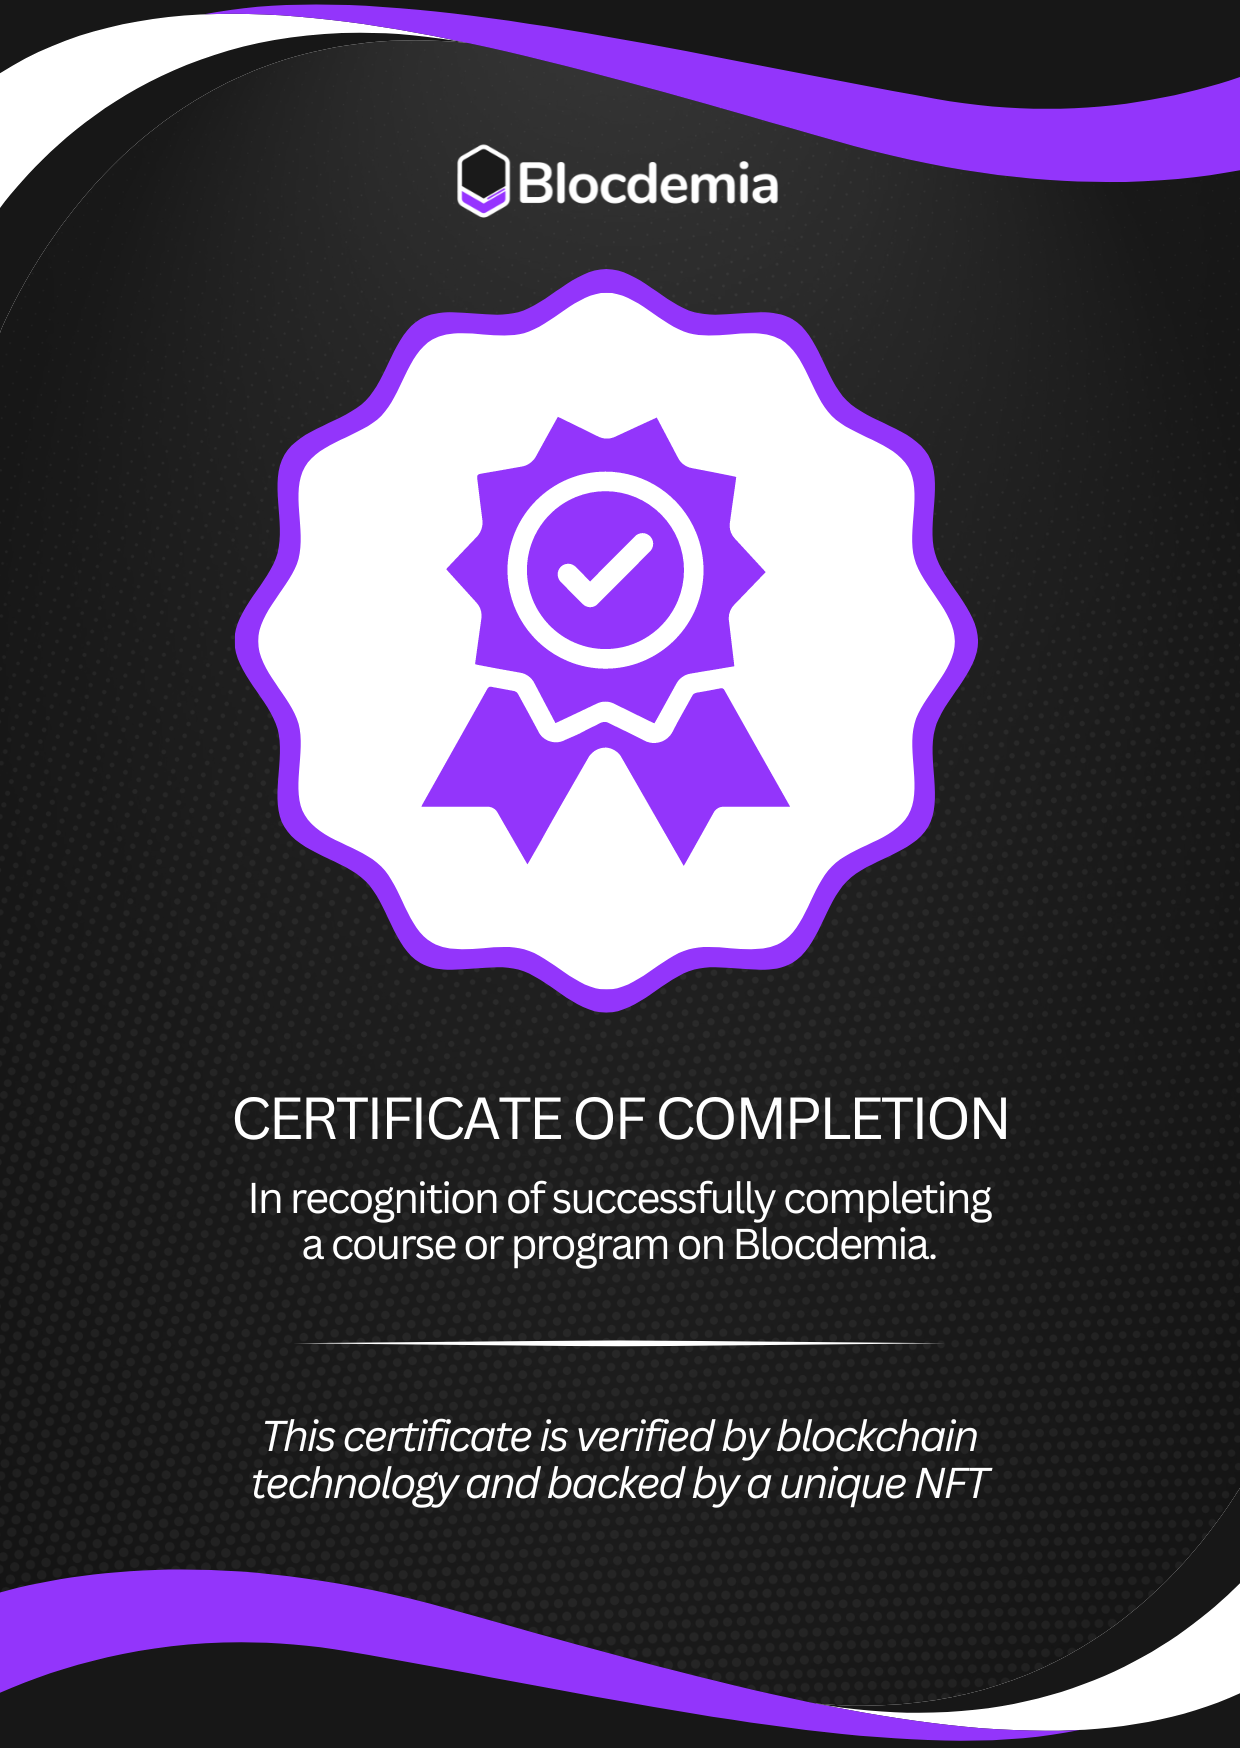 Blocdemia
CERTIFICATE OF COMPLETION
In recognition of successfully completing
a course or program on Blocdemia.
This certificate is verified by blockchain
technology and backed by a unique NFT